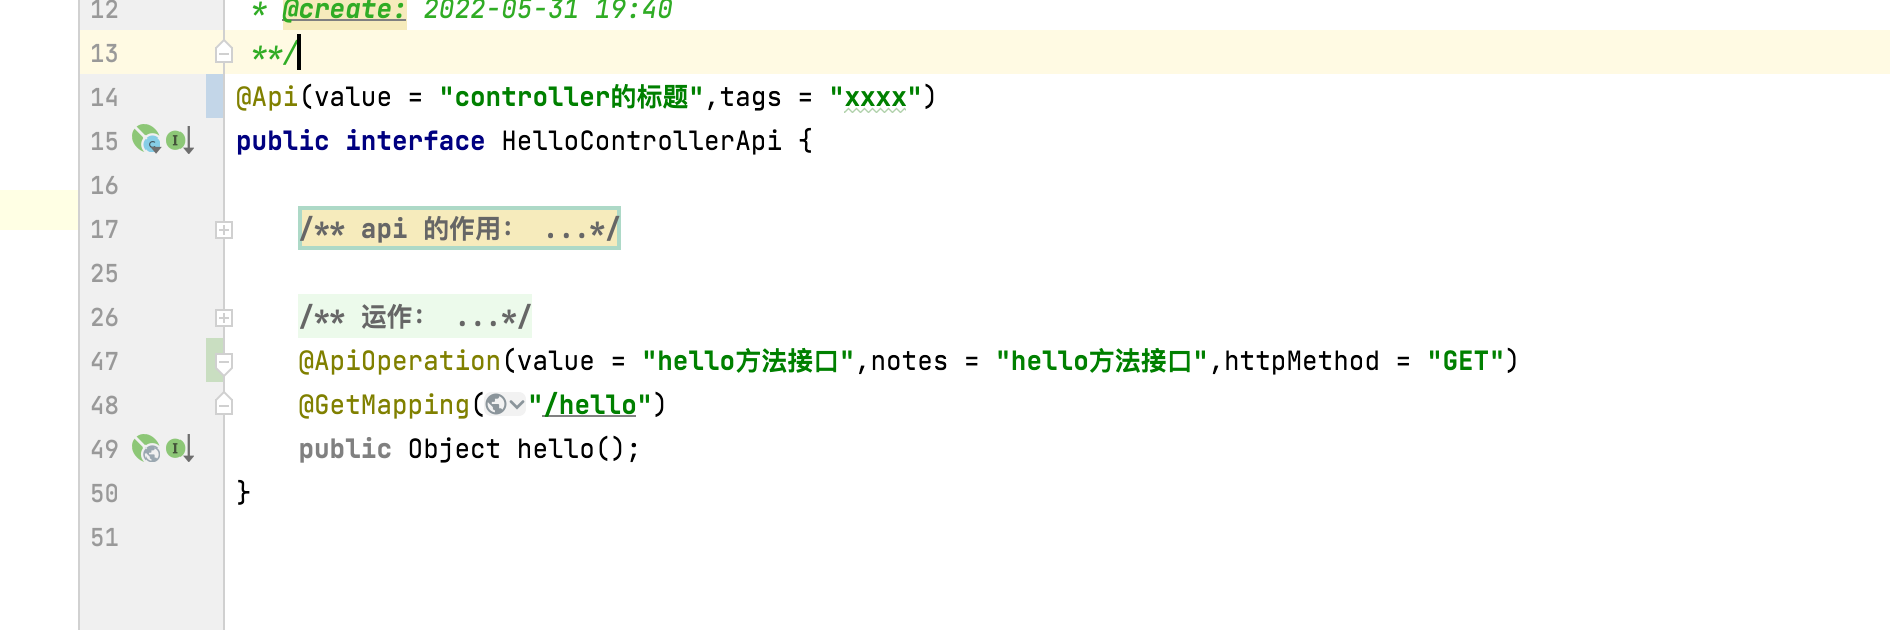 12 * @create: 2022-05-31 19:40
13 **/
14 @Api(value = "controller的标题",tags = "xxxx")
15 public interface HelloControllerApi {
16
17 /** api 的作用： ...*/
25
26 /** 运作： ...*/
47 @ApiOperation(value = "hello方法接口",notes = "hello方法接口",httpMethod = "GET")
48 @GetMapping("/hello")
49 public Object hello();
50 }
51